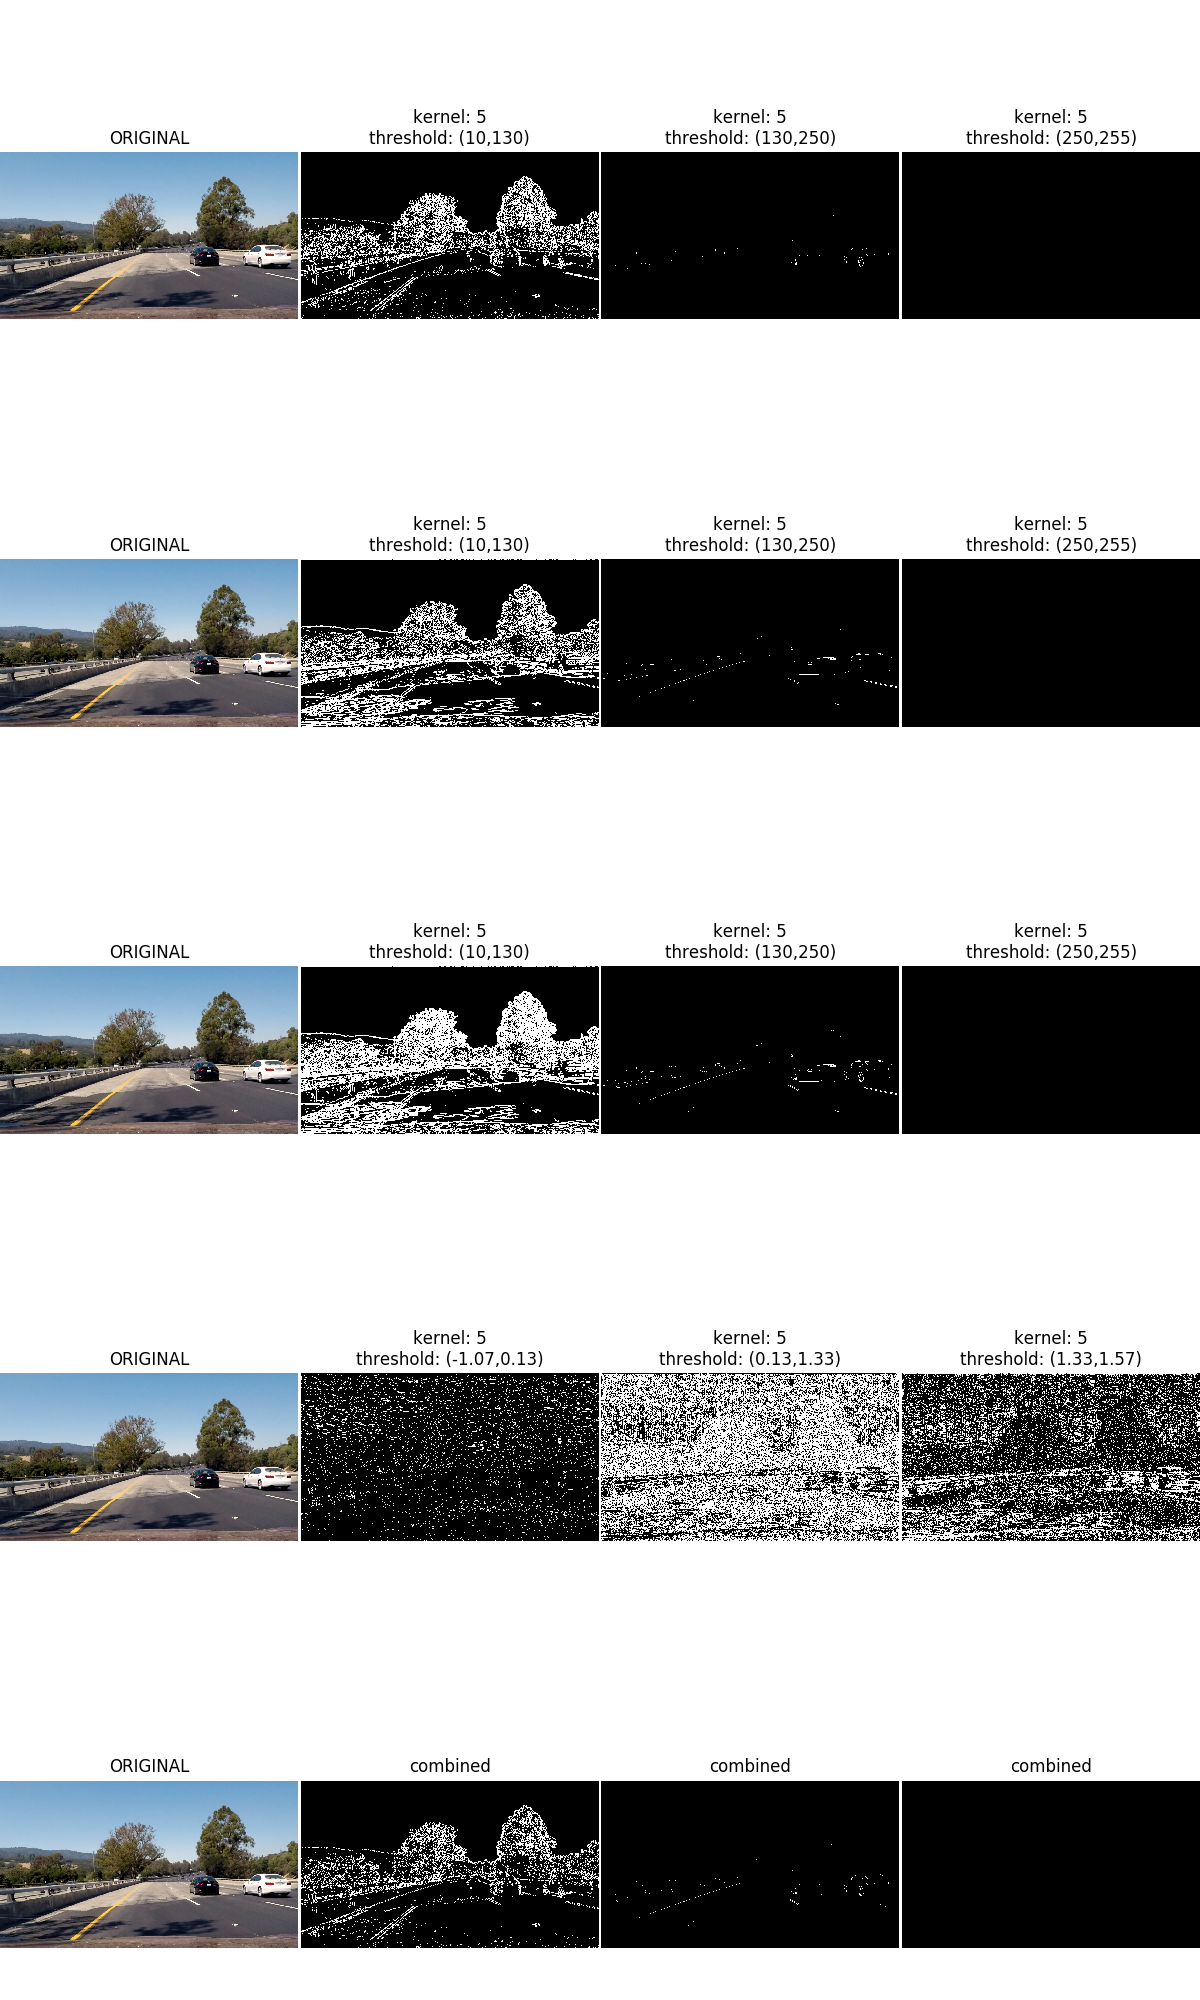 ORIGINAL
kernel: 5
threshold: (10,130)
kernel: 5
threshold: (130,250)
kernel: 5
threshold: (250,255)
ORIGINAL
kernel: 5
threshold: (10,130)
kernel: 5
threshold: (130,250)
kernel: 5
threshold: (250,255)
ORIGINAL
kernel: 5
threshold: (10,130)
kernel: 5
threshold: (130,250)
kernel: 5
threshold: (250,255)
ORIGINAL
kernel: 5
threshold: (-1.07,0.13)
kernel: 5
threshold: (0.13,1.33)
kernel: 5
threshold: (1.33,1.57)
ORIGINAL
combined
combined
combined